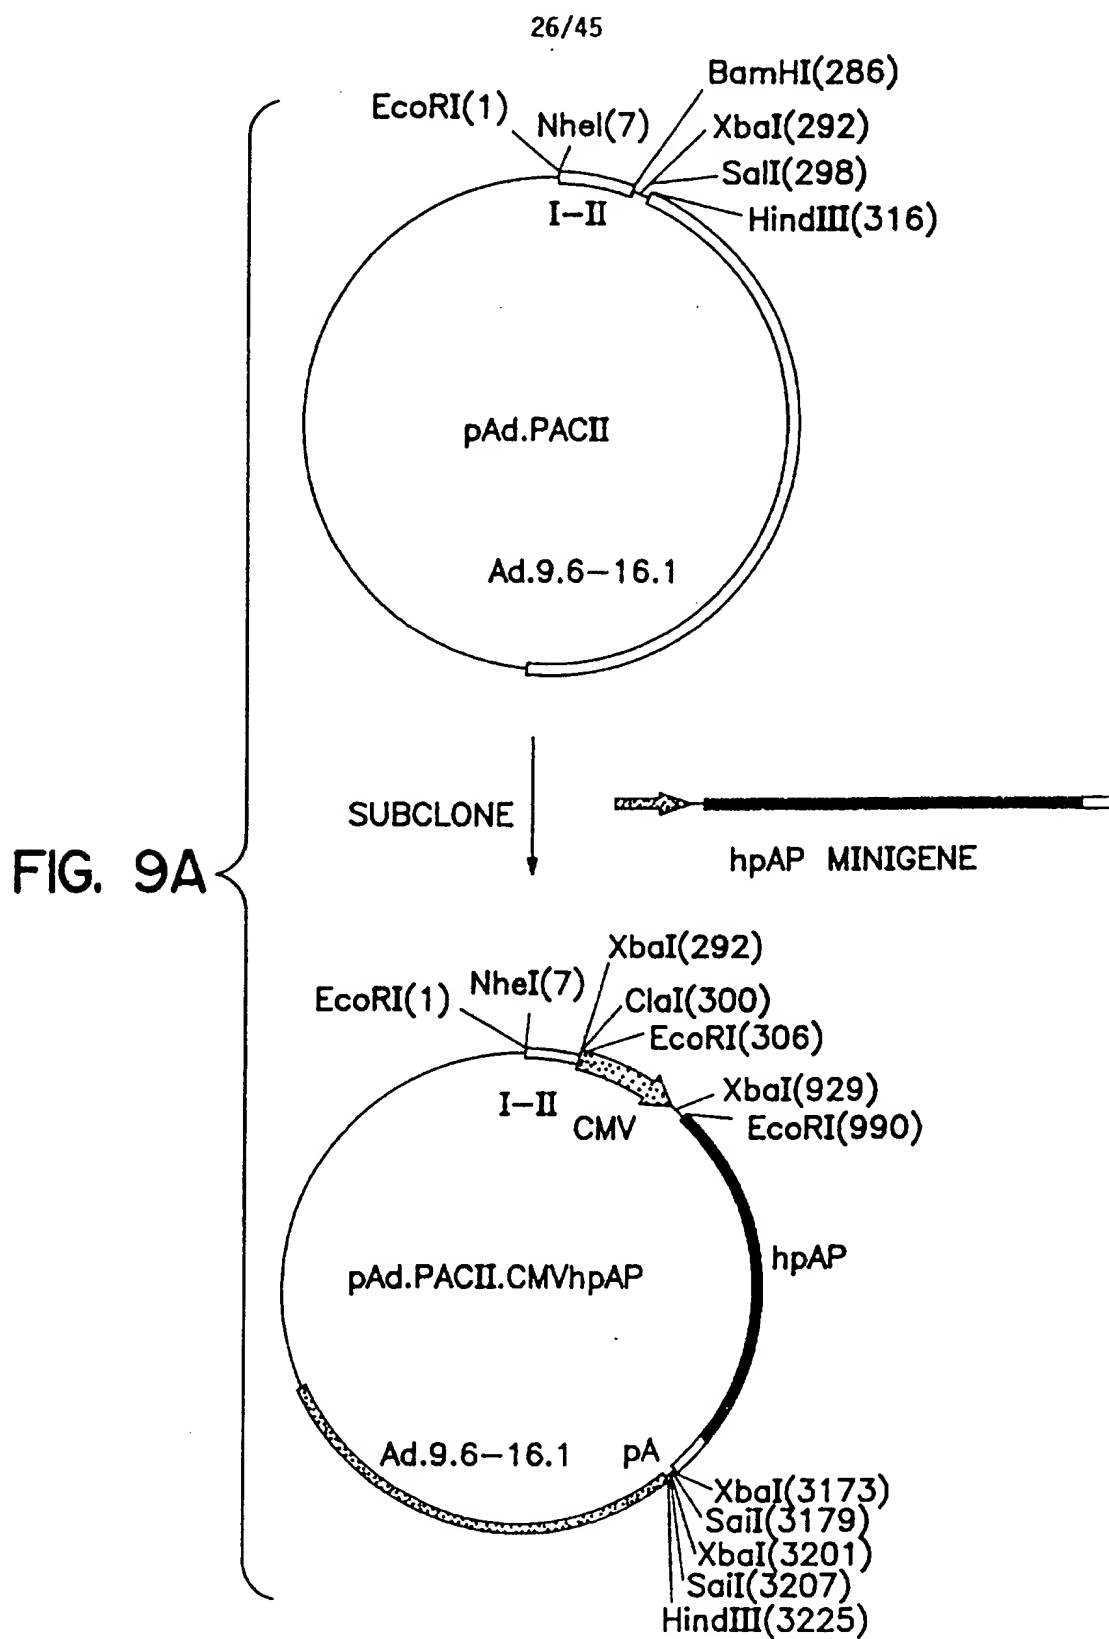 26/45
BamHI(286)
EcoRI(1)
NheI(7)
XbaI(292)
SalI(298)
HindIII(316)
I-II
pAd.PACII
Ad.9.6-16.1
SUBCLONE
hpAP MINIGENE
FIG. 9A
XbaI(292)
NheI(7)
EcoRI(1)
ClaI(300)
EcoRI(306)
I-II
CMV
XbaI(929)
EcoRI(990)
hpAP
pAd.PACII.CMVhpAP
Ad.9.6-16.1
pA
XbaI(3173)
SaiI(3179)
XbaI(3201)
SaiI(3207)
HindIII(3225)